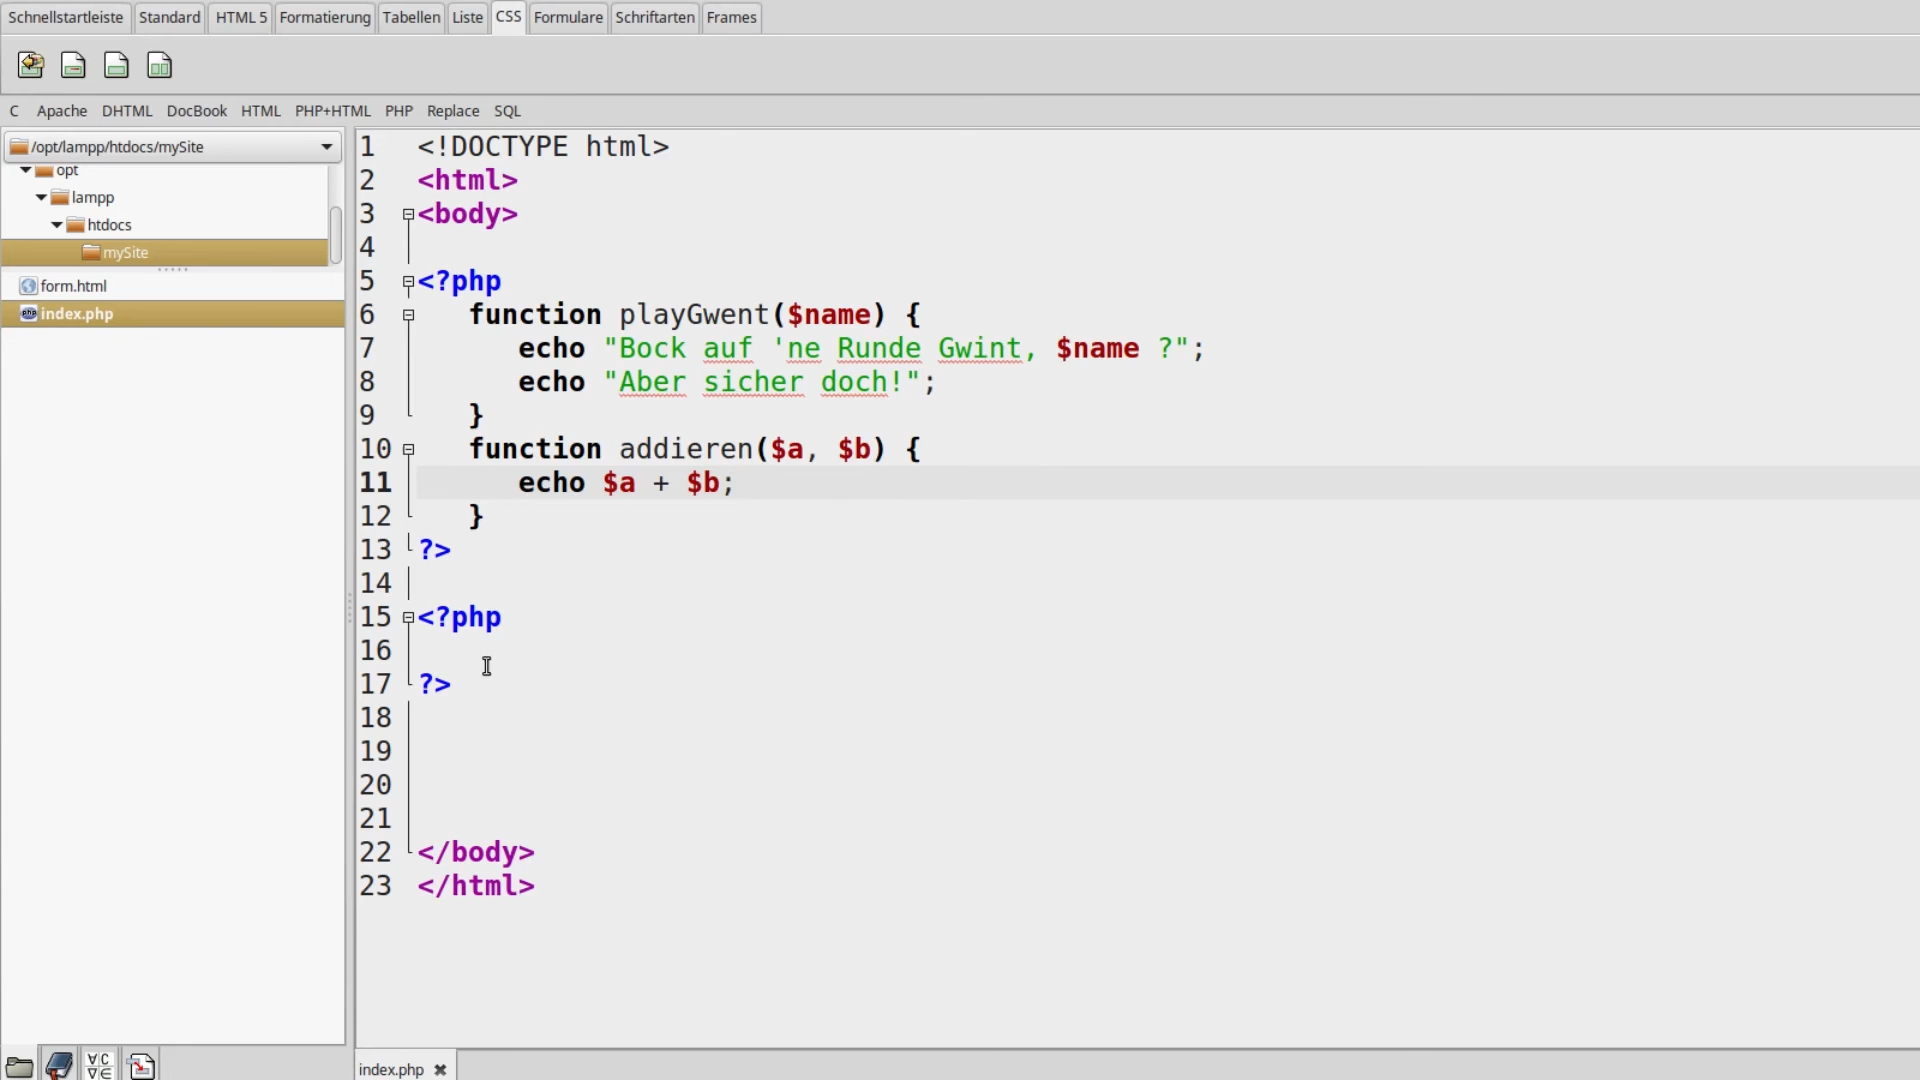 Schnellstartleiste Standard HTML 5 Formatierung Tabellen Liste CSS Formulare Schriftarten Frames
C Apache DHTML DocBook HTML PHP+HTML PHP Replace SQL
/opt/lampp/htdocs/mySite
opt
lampp
htdocs
mySite
form.html
index.php
1 <!DOCTYPE html>
2 <html>
3 <body>
4
5 <?php
6 function playGwent($name) {
7 echo "Bock auf 'ne Runde Gwint, $name ?";
8 echo "Aber sicher doch!";
9 }
10 function addieren($a, $b) {
11 echo $a + $b;
12 }
13 ?>
14
15 <?php
16
17 ?>
18
19
20
21
22 </body>
23 </html>
index.php